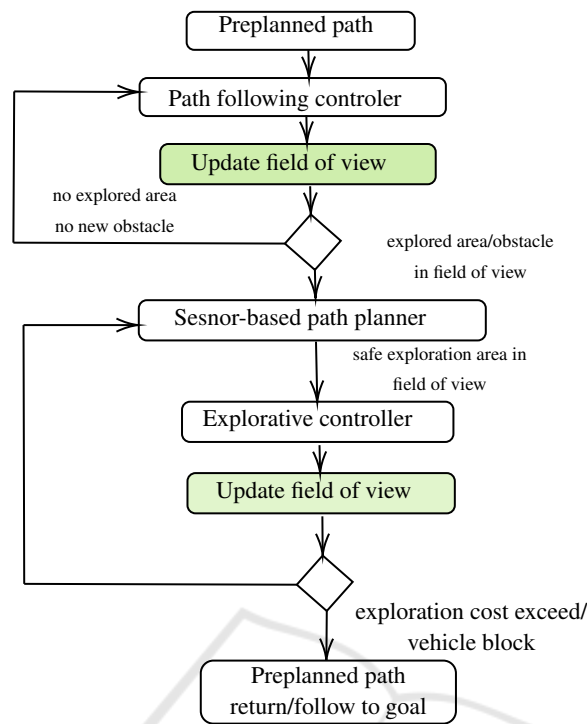 Preplanned path
Path following controler
Update field of view
no explored area
no new obstacle
explored area/obstacle
in field of view
Sesnor-based path planner
safe exploration area in
field of view
Explorative controller
Update field of view
exploration cost exceed/
vehicle block
Preplanned path
return/follow to goal